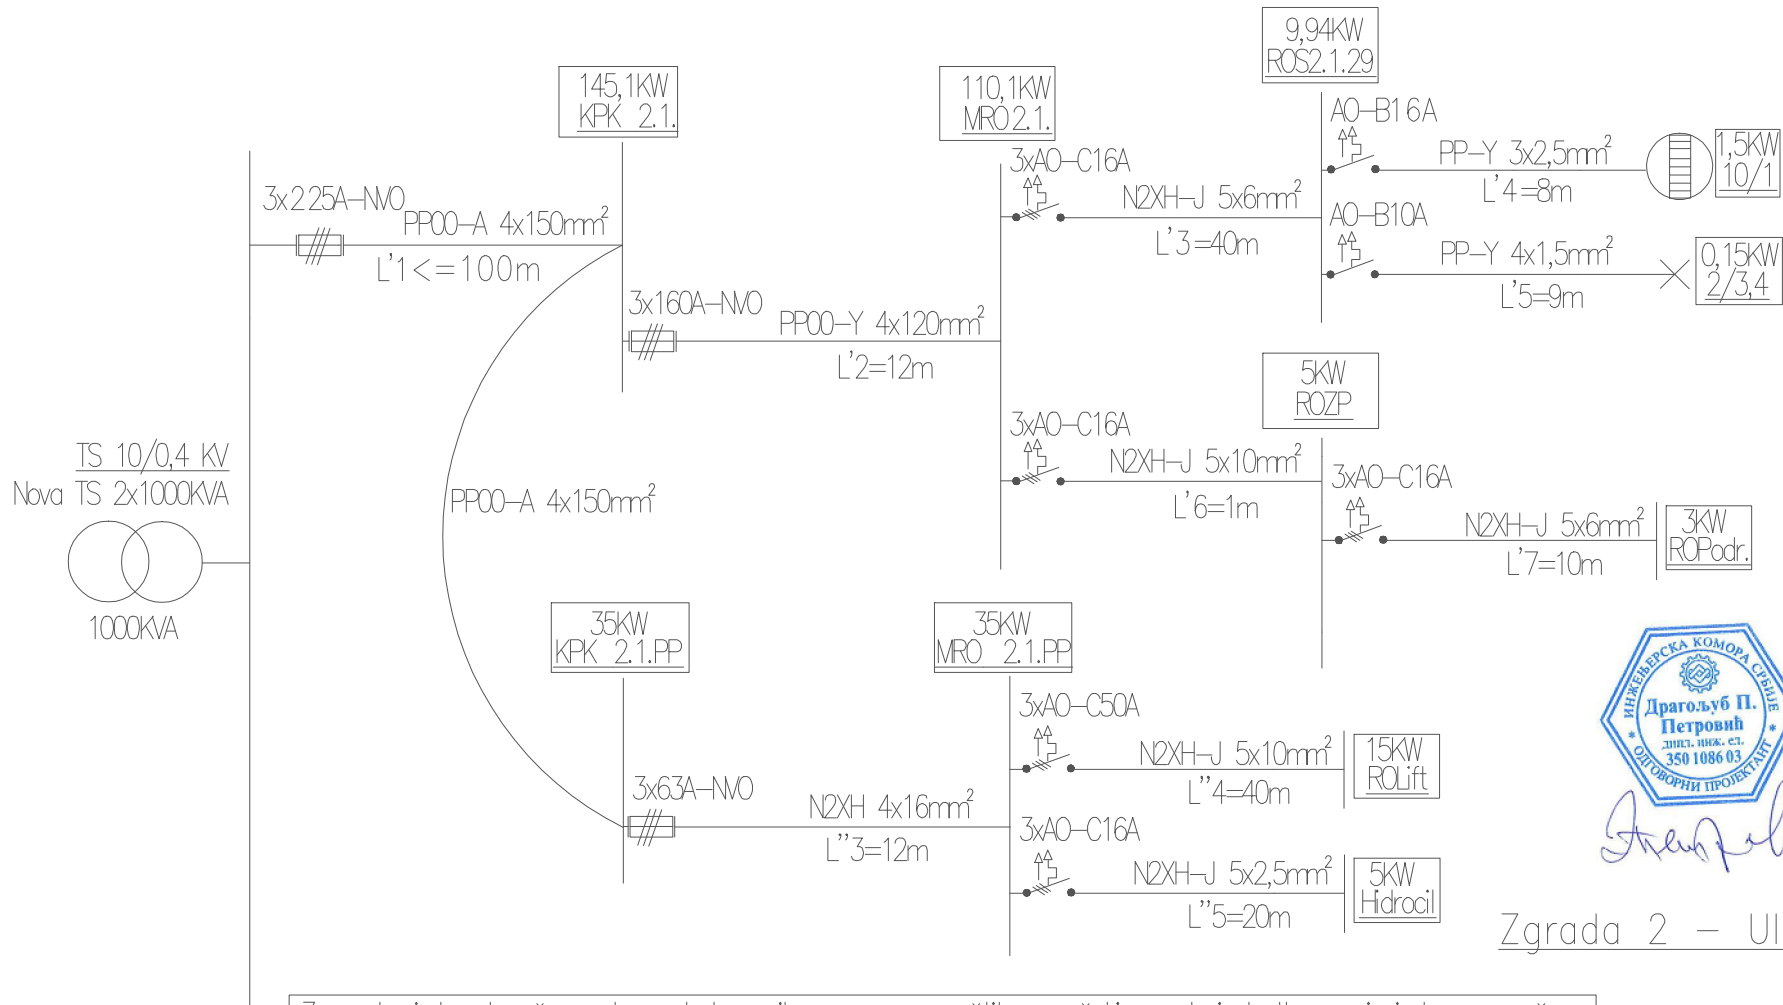 9,94KW
ROS2.1.29
145,1KW
KPK 2.1.
110,1KW
MRO2.1.
AO-B16A
3xAO-C16A
PP-Y 3x2,5mm²
1,5KW
10/1
3x225A-NVO
PP00-A 4x150mm²
N2XH-J 5x6mm²
L'4=8m
L'1<=100m
L'3=40m
AO-B10A
PP-Y 4x1,5mm²
0,15KW
2/3,4
L'5=9m
3x160A-NVO
PP00-Y 4x120mm²
L'2=12m
5KW
ROZP
3xAO-C16A
N2XH-J 5x10mm²
L'6=1m
3xAO-C16A
N2XH-J 5x6mm²
L'7=10m
3KW
ROPodr.
TS 10/0,4 KV
Nova TS 2x1000KVA
1000KVA
PP00-A 4x150mm²
35KW
KPK 2.1.PP
35KW
MRO 2.1.PP
3xAO-C50A
N2XH-J 5x10mm²
L''4=40m
15KW
ROLift
3x63A-NVO
N2XH 4x16mm²
L''3=12m
3xAO-C16A
N2XH-J 5x2,5mm²
L''5=20m
5KW
Hidrocil
ИНЖЕЊЕРСКА КОМОРА СРБИЈЕ
Драгољуб П.
Петровић
дипл. инж. ел.
350 1086 03
ОДГОВОРНИ ПРОЈЕКТАНТ
Zgrada 2 - Ul